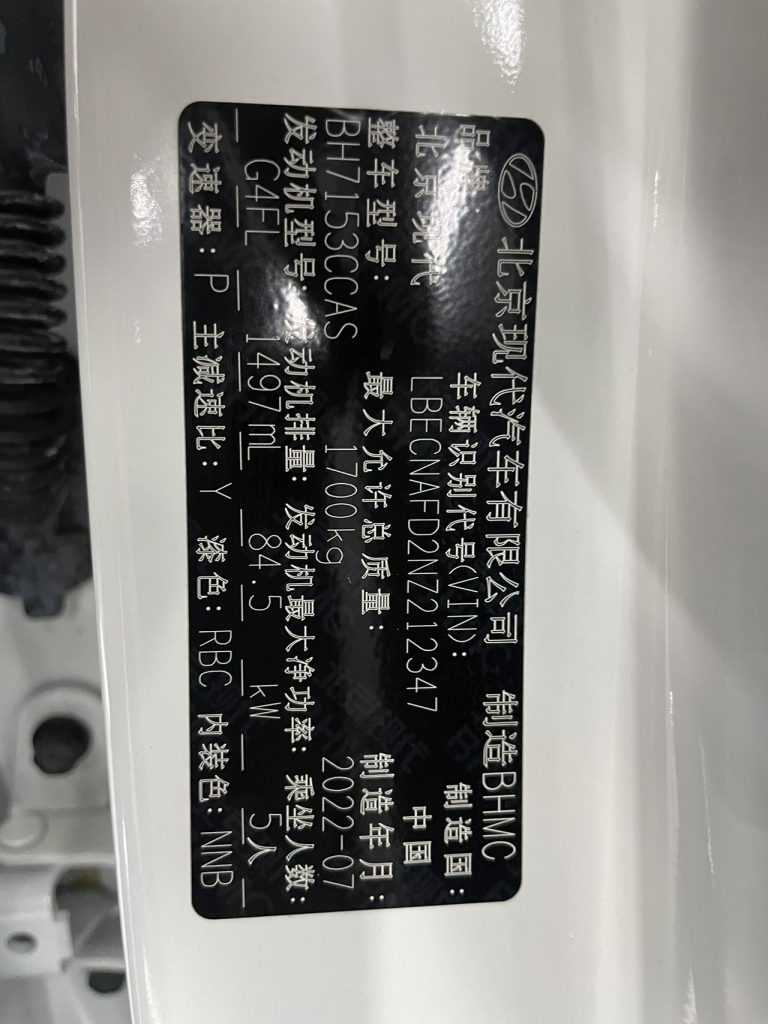 北京现代汽车有限公司 制造BHMC
品牌 车辆识别代号(VIN): 制造国:
北京现代 LBECNAFD2NZ212347 中国
整车型号: 最大允许总质量: 制造年月:
BH7153CCAS 1700kg 2022-07
发动机型号: 发动机排量: 发动机最大净功率: 乘坐人数:
G4FL 1497mL 84.5 kW 5人
变速器: P 主减速比: Y 漆色: RBC 内装色: NNB